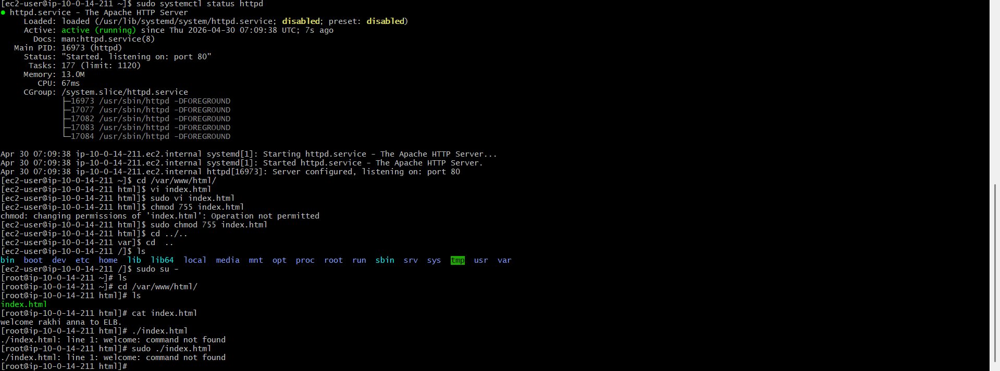 [ec2-user@ip-10-0-14-211 ~]$ sudo systemctl status httpd
● httpd.service - The Apache HTTP Server
     Loaded: loaded (/usr/lib/systemd/system/httpd.service; disabled; preset: disabled)
     Active: active (running) since Thu 2026-04-30 07:09:38 UTC; 7s ago
       Docs: man:httpd.service(8)
   Main PID: 16973 (httpd)
     Status: "Started, listening on: port 80"
      Tasks: 177 (limit: 1120)
     Memory: 13.0M
        CPU: 67ms
     CGroup: /system.slice/httpd.service
             ├─16973 /usr/sbin/httpd -DFOREGROUND
             ├─17077 /usr/sbin/httpd -DFOREGROUND
             ├─17082 /usr/sbin/httpd -DFOREGROUND
             ├─17083 /usr/sbin/httpd -DFOREGROUND
             └─17084 /usr/sbin/httpd -DFOREGROUND
Apr 30 07:09:38 ip-10-0-14-211.ec2.internal systemd[1]: Starting httpd.service - The Apache HTTP Server...
Apr 30 07:09:38 ip-10-0-14-211.ec2.internal systemd[1]: Started httpd.service - The Apache HTTP Server.
Apr 30 07:09:38 ip-10-0-14-211.ec2.internal httpd[16973]: Server configured, listening on: port 80
[ec2-user@ip-10-0-14-211 ~]$ cd /var/www/html/
[ec2-user@ip-10-0-14-211 html]$ vi index.html
[ec2-user@ip-10-0-14-211 html]$ sudo vi index.html
[ec2-user@ip-10-0-14-211 html]$ chmod 755 index.html
chmod: changing permissions of 'index.html': Operation not permitted
[ec2-user@ip-10-0-14-211 html]$ sudo chmod 755 index.html
[ec2-user@ip-10-0-14-211 html]$ cd ../..
[ec2-user@ip-10-0-14-211 var]$ cd  ..
[ec2-user@ip-10-0-14-211 /]$ ls
bin  boot  dev  etc  home  lib  lib64  local  media  mnt  opt  proc  root  run  sbin  srv  sys  tmp  usr  var
[ec2-user@ip-10-0-14-211 /]$ sudo su -
[root@ip-10-0-14-211 ~]# ls
[root@ip-10-0-14-211 ~]# cd /var/www/html/
[root@ip-10-0-14-211 html]# ls
index.html
[root@ip-10-0-14-211 html]# cat index.html
welcome rakhi anna to ELB.
[root@ip-10-0-14-211 html]# ./index.html
./index.html: line 1: welcome: command not found
[root@ip-10-0-14-211 html]# sudo ./index.html
./index.html: line 1: welcome: command not found
[root@ip-10-0-14-211 html]#